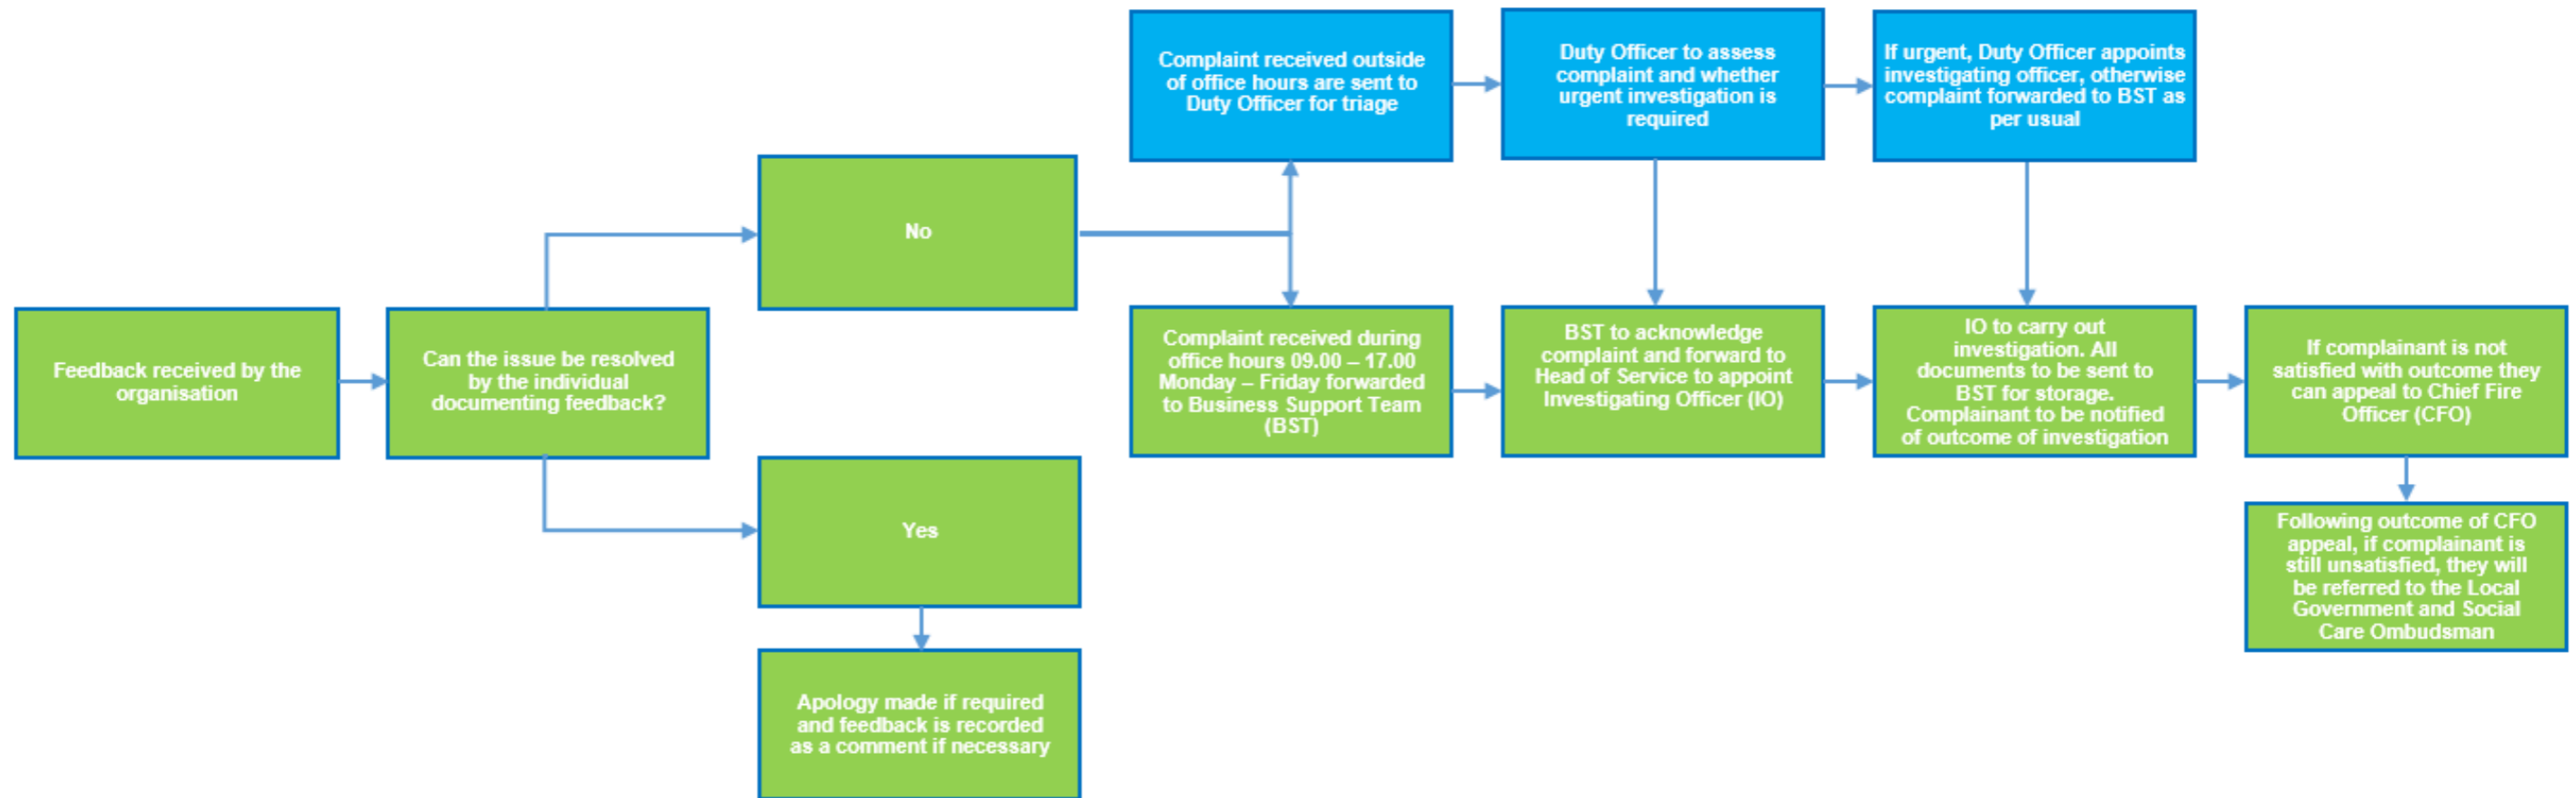 Feedback received by the
organisation
Can the issue be resolved
by the individual
documenting feedback?
No
Yes
Apology made if required
and feedback is recorded
as a comment if necessary
Complaint received outside
of office hours are sent to
Duty Officer for triage
Duty Officer to assess
complaint and whether
urgent investigation is
required
If urgent, Duty Officer appoints
investigating officer, otherwise
complaint forwarded to BST as
per usual
Complaint received during
office hours 09.00 – 17.00
Monday – Friday forwarded
to Business Support Team
(BST)
BST to acknowledge
complaint and forward to
Head of Service to appoint
Investigating Officer (IO)
IO to carry out
investigation. All
documents to be sent to
BST for storage.
Complainant to be notified
of outcome of investigation
If complainant is not
satisfied with outcome they
can appeal to Chief Fire
Officer (CFO)
Following outcome of CFO
appeal, if complainant is
still unsatisfied, they will
be referred to the Local
Government and Social
Care Ombudsman